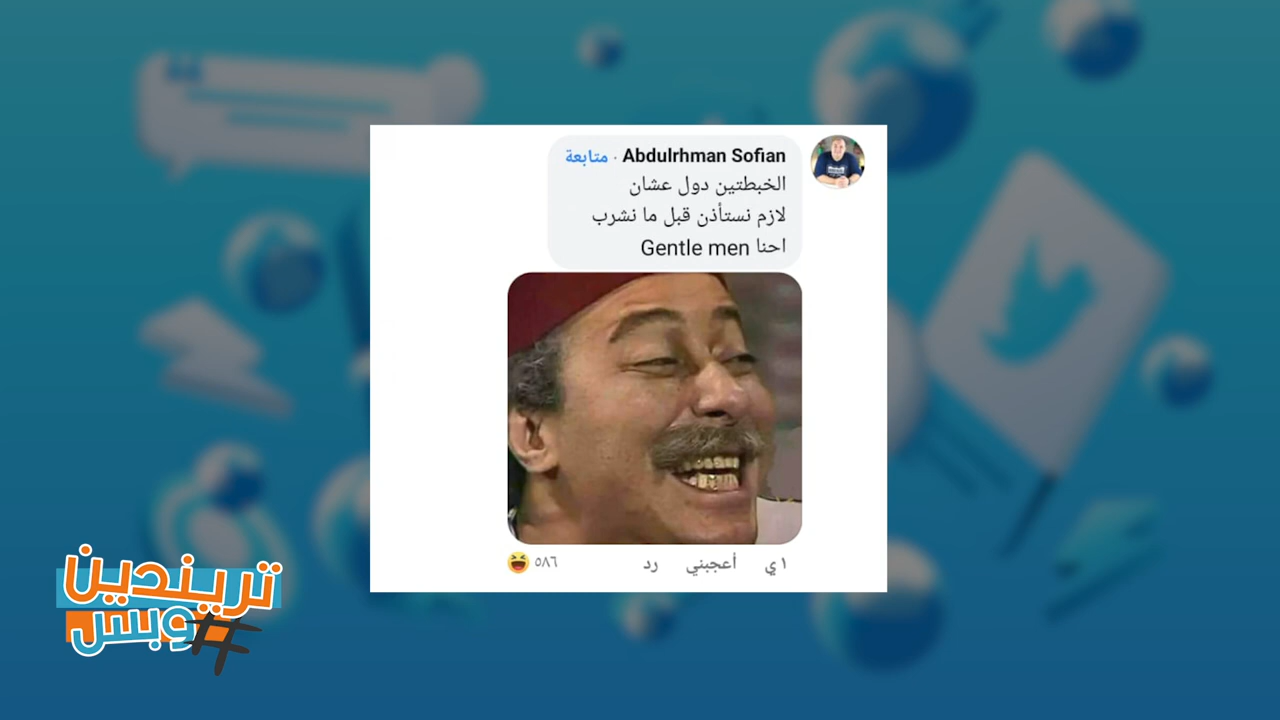 Abdulrhman Sofian · متابعة
الخبطتين دول عشان
لازم نستأذن قبل ما نشرب
احنا Gentle men
١ ي أعجبني رد ٥٨٦
تريندين
#وبس